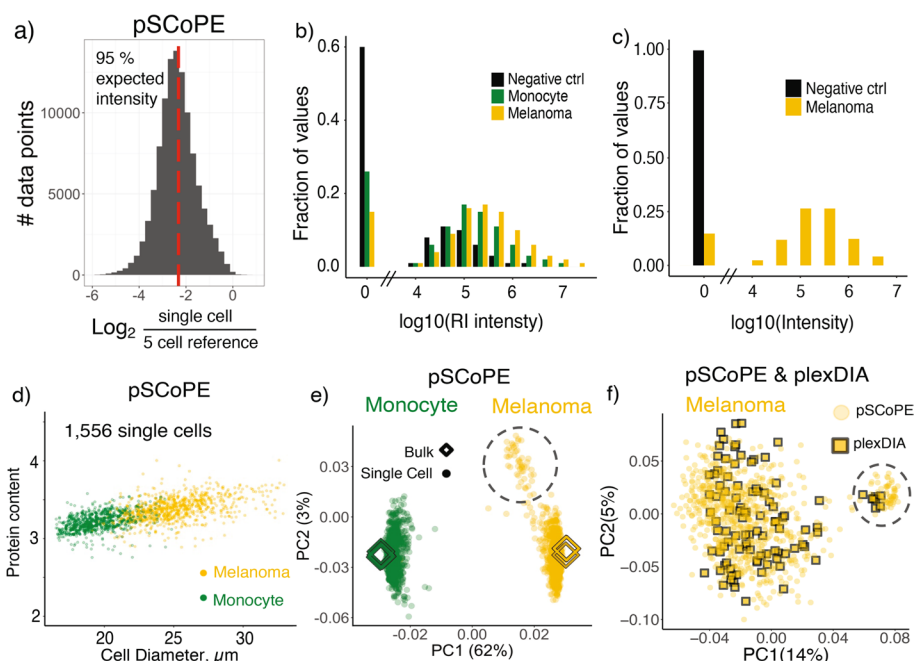 a)
pSCoPE
95 %
expected
intensity
# data points
10000
5000
0
-6
-4
-2
0
Log2 single cell
5 cell reference
b)
Fraction of values
0.6
0.4
0.2
0.0
Negative ctrl
Monocyte
Melanoma
0
4
5
6
7
log10(RI intensty)
c)
Fraction of values
1.00
0.75
0.50
0.25
0.00
Negative ctrl
Melanoma
0
4
5
6
7
log10(Intensity)
d)
pSCoPE
1,556 single cells
Protein content
4
3
2
Melanoma
Monocyte
20
25
30
Cell Diameter, μm
e)
pSCoPE
Monocyte
Melanoma
Bulk
Single Cell
PC2 (3%)
0.03
0.00
-0.03
-0.06
-0.02
0.00
0.02
PC1 (62%)
f)
pSCoPE & plexDIA
Melanoma
pSCoPE
plexDIA
PC2(5%)
0.05
0.00
-0.05
-0.10
-0.04
0.00
0.04
0.08
PC1(14%)